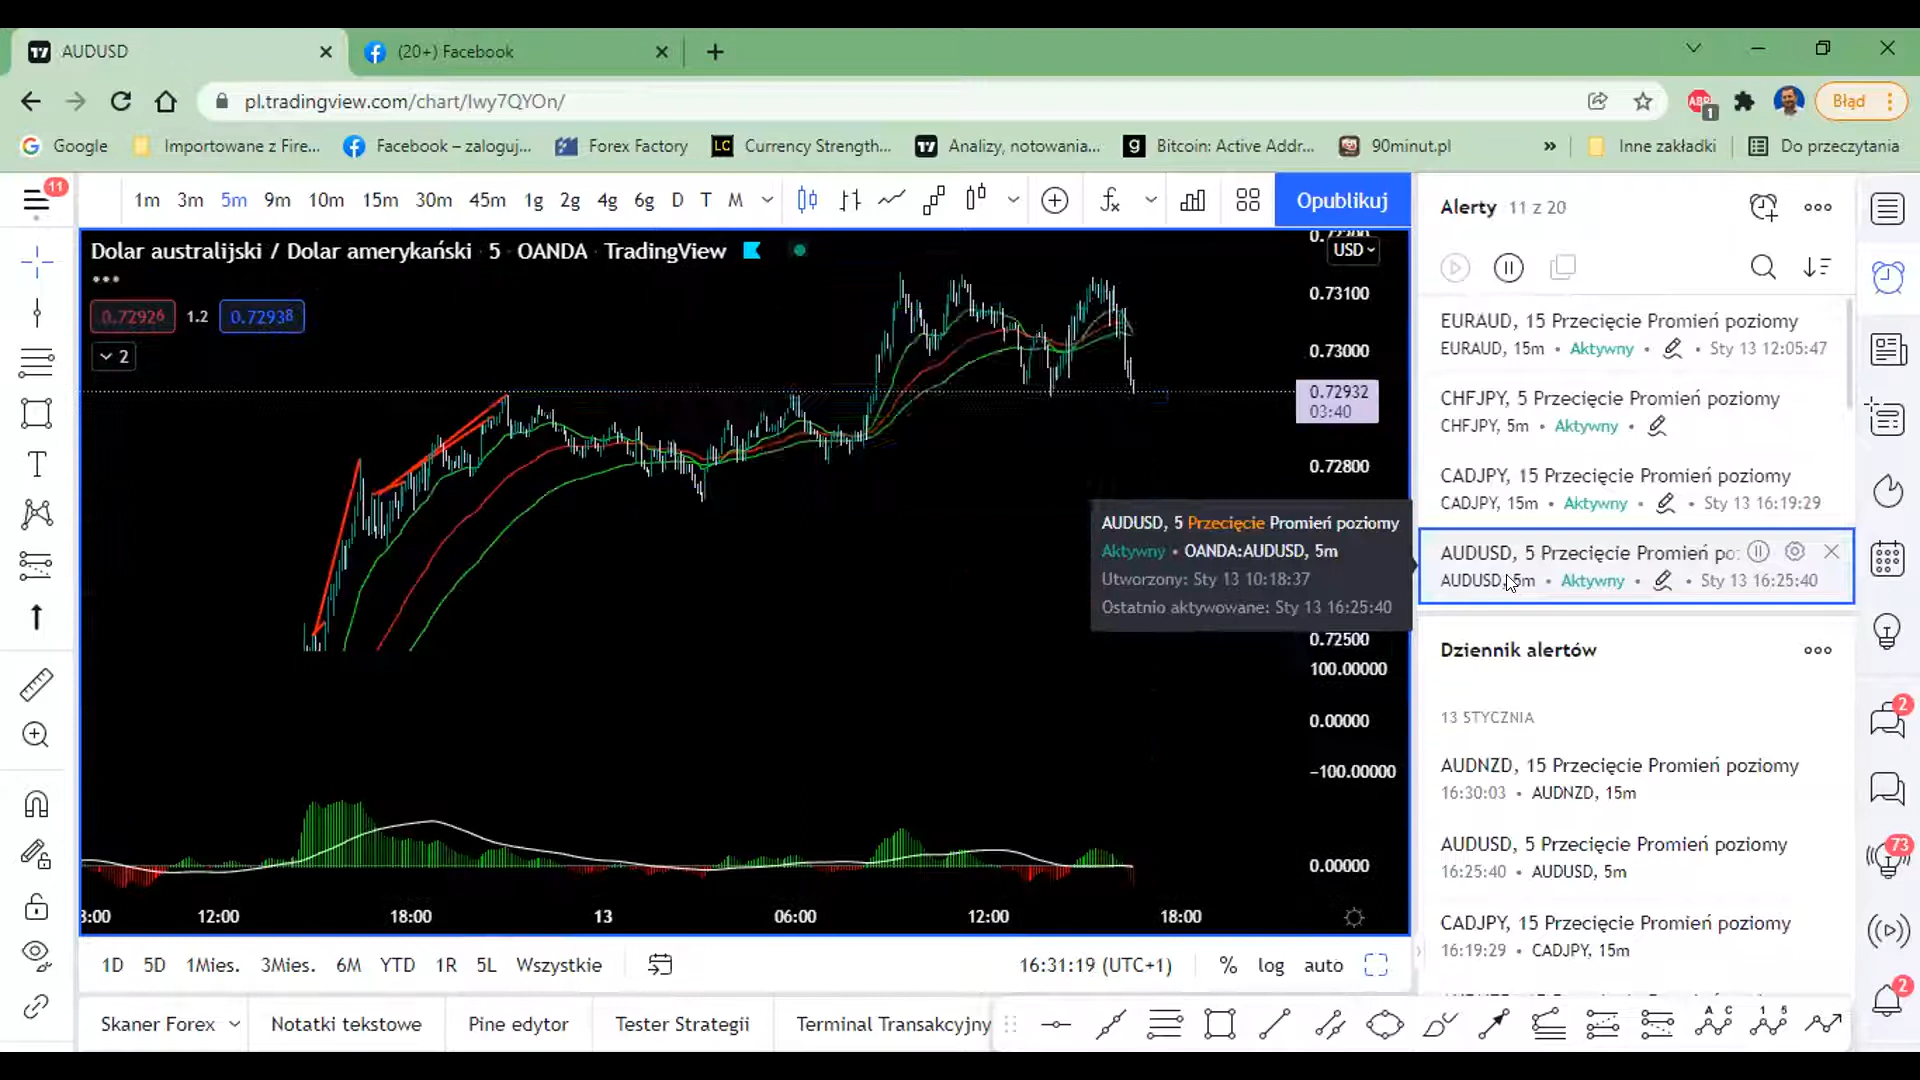 AUDUSD
(20+) Facebook
pl.tradingview.com/chart/lwy7QYOn/
ABP
1
Błąd
Google
Importowane z Fire...
Facebook – zaloguj...
Forex Factory
LC
Currency Strength...
Analizy, notowania...
Bitcoin: Active Addr...
90minut.pl
»
Inne zakładki
Do przeczytania
11
1m 3m 5m 9m 10m 15m 30m 45m 1g 2g 4g 6g D T M
Opublikuj
Dolar australijski / Dolar amerykański · 5 · OANDA · TradingView
0.72926
1.2
0.72938
2
USD
0.73100
0.73000
0.72932
03:40
0.72800
0.72500
100.00000
0.00000
−100.00000
0.00000
AUDUSD, 5 Przecięcie Promień poziomy
Aktywny • OANDA:AUDUSD, 5m
Utworzony: Sty 13 10:18:37
Ostatnio aktywowane: Sty 13 16:25:40
3:00 12:00 18:00 13 06:00 12:00 18:00
1D 5D 1Mies. 3Mies. 6M YTD 1R 5L Wszystkie
16:31:19 (UTC+1)
% log auto
Skaner Forex
Notatki tekstowe
Pine edytor
Tester Strategii
Terminal Transakcyjny
Alerty 11 z 20
EURAUD, 15 Przecięcie Promień poziomy
EURAUD, 15m • Aktywny • • Sty 13 12:05:47
CHFJPY, 5 Przecięcie Promień poziomy
CHFJPY, 5m • Aktywny •
CADJPY, 15 Przecięcie Promień poziomy
CADJPY, 15m • Aktywny • • Sty 13 16:19:29
AUDUSD, 5 Przecięcie Promień po
AUDUSD, 5m • Aktywny • • Sty 13 16:25:40
Dziennik alertów
13 STYCZNIA
AUDNZD, 15 Przecięcie Promień poziomy
16:30:03 • AUDNZD, 15m
AUDUSD, 5 Przecięcie Promień poziomy
16:25:40 • AUDUSD, 5m
CADJPY, 15 Przecięcie Promień poziomy
16:19:29 • CADJPY, 15m
2
73
2